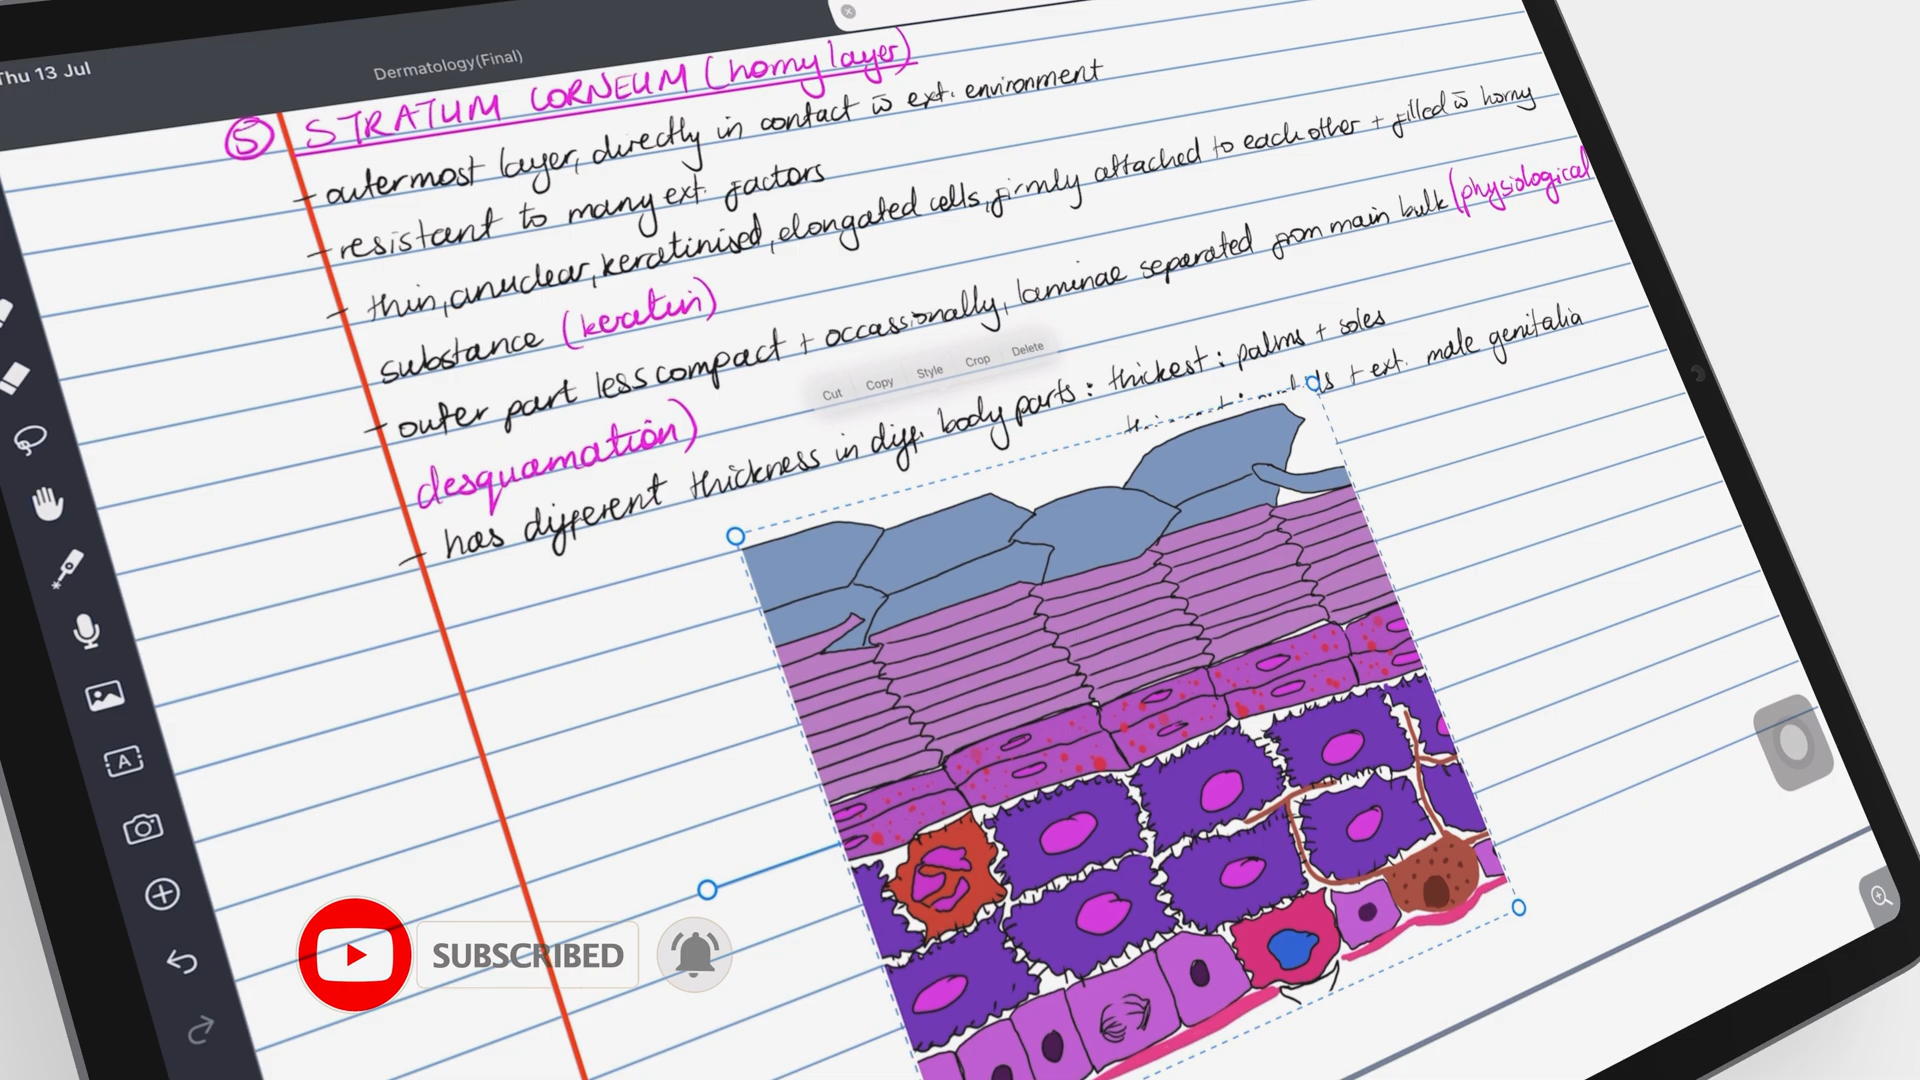 Thu 13 Jul
Dermatology(Final)
⑤ STRATUM CORNEUM (horny layer)
- outermost layer, directly in contact w̄ ext. environment
- resistant to many ext. factors
- thin, anuclear, keratinised, elongated cells, firmly attached to each other + filled w̄ horny
substance (keratin)
- outer part less compact + occassionally, laminae separated from main bulk (physiological
desquamation)
- has different thickness in diff. body parts: thickest: palms + soles
+ ext. male genitalia
Cut Copy Style Crop Delete
A
SUBSCRIBED